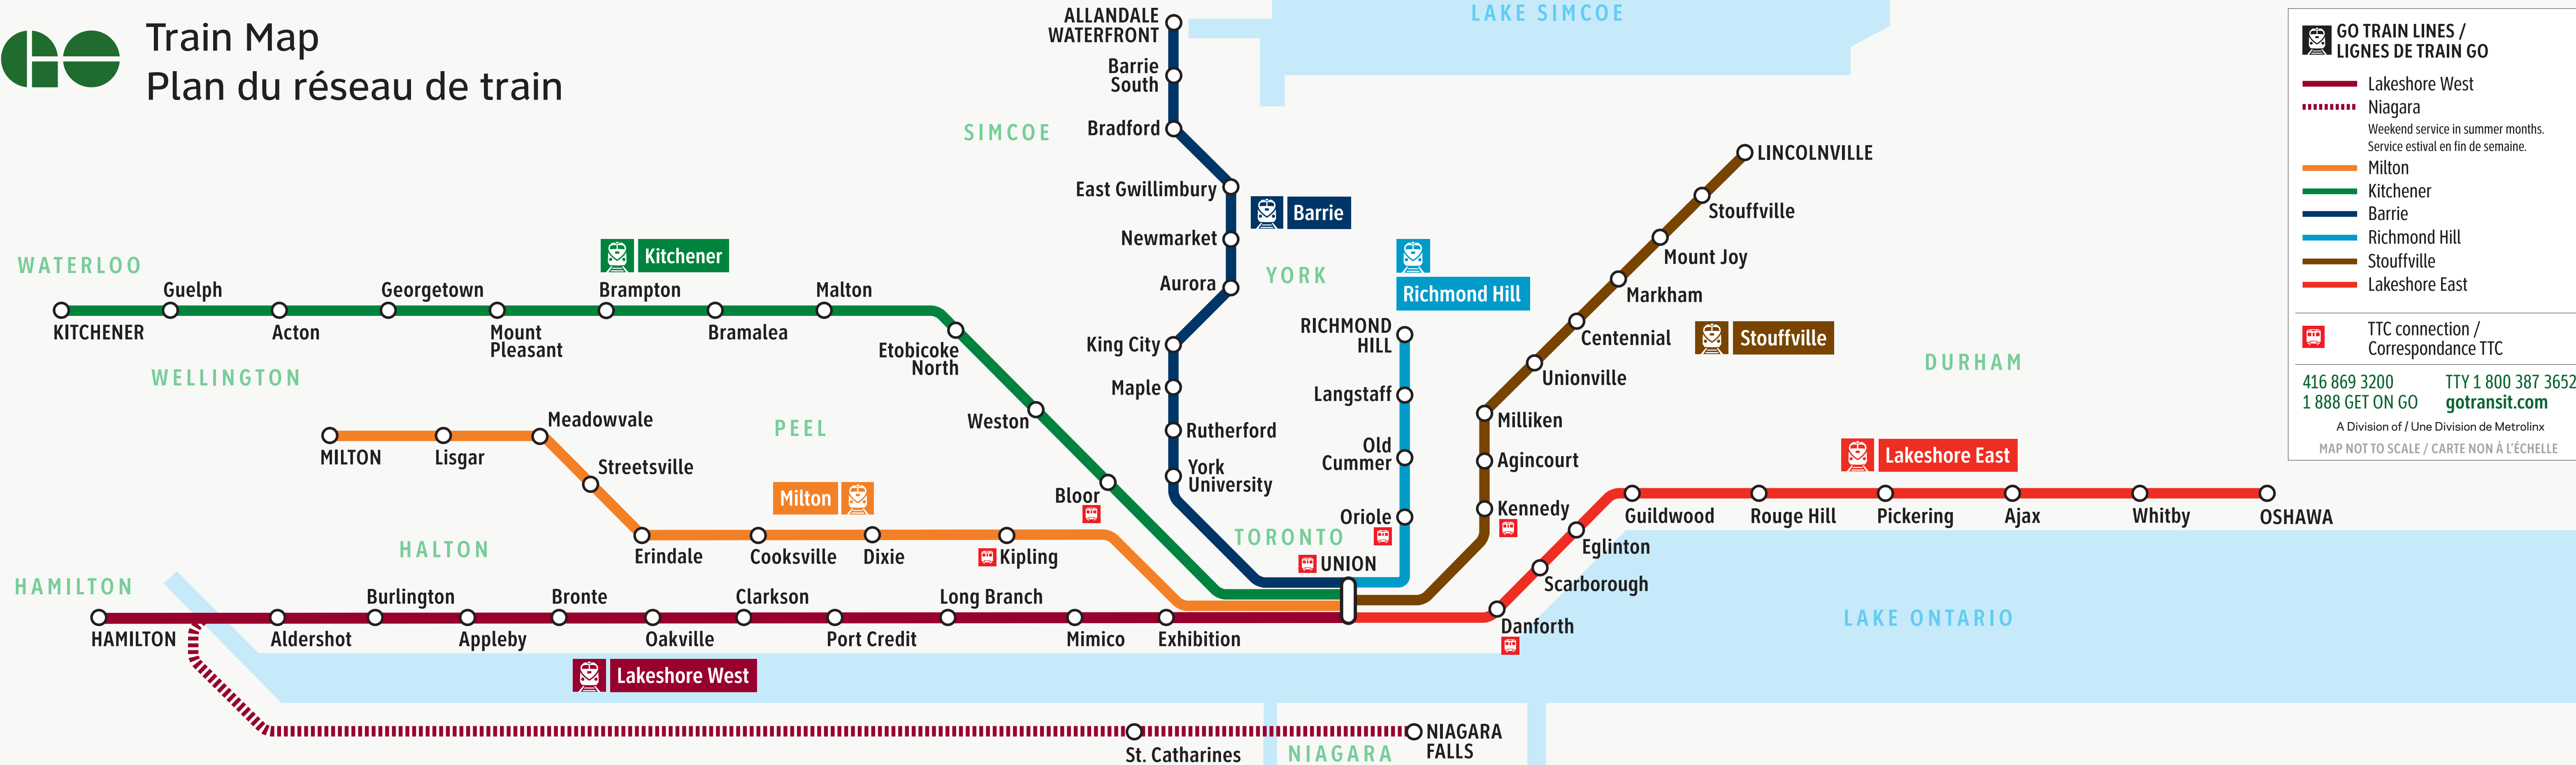 GO
Train Map
Plan du réseau de train
ALLANDALE
WATERFRONT
Barrie
South
Bradford
East Gwillimbury
Newmarket
Aurora
King City
Maple
Rutherford
York
University
Barrie
LAKE SIMCOE
SIMCOE
YORK
WATERLOO
WELLINGTON
PEEL
HALTON
HAMILTON
TORONTO
DURHAM
LAKE ONTARIO
NIAGARA
Kitchener
KITCHENER
Guelph
Acton
Georgetown
Mount
Pleasant
Brampton
Bramalea
Malton
Etobicoke
North
Weston
Bloor
Milton
MILTON
Lisgar
Meadowvale
Streetsville
Erindale
Cooksville
Dixie
Kipling
Richmond Hill
RICHMOND
HILL
Langstaff
Old
Cummer
Oriole
UNION
Stouffville
LINCOLNVILLE
Stouffville
Mount Joy
Markham
Centennial
Unionville
Milliken
Agincourt
Kennedy
Lakeshore East
Danforth
Scarborough
Eglinton
Guildwood
Rouge Hill
Pickering
Ajax
Whitby
OSHAWA
Lakeshore West
HAMILTON
Aldershot
Burlington
Appleby
Bronte
Oakville
Clarkson
Port Credit
Long Branch
Mimico
Exhibition
St. Catharines
NIAGARA
FALLS
GO TRAIN LINES /
LIGNES DE TRAIN GO
Lakeshore West
Niagara
Weekend service in summer months.
Service estival en fin de semaine.
Milton
Kitchener
Barrie
Richmond Hill
Stouffville
Lakeshore East
TTC connection /
Correspondance TTC
416 869 3200 TTY 1 800 387 3652
1 888 GET ON GO gotransit.com
A Division of / Une Division de Metrolinx
MAP NOT TO SCALE / CARTE NON À L'ÉCHELLE